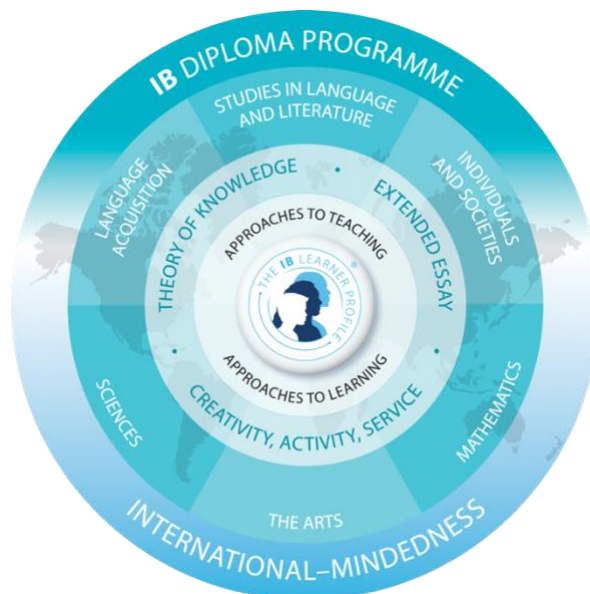 IB DIPLOMA PROGRAMME
STUDIES IN LANGUAGE
AND LITERATURE
LANGUAGE
ACQUISITION
INDIVIDUALS
AND SOCIETIES
THEORY OF KNOWLEDGE
•
EXTENDED ESSAY
•
APPROACHES TO TEACHING
THE IB LEARNER PROFILE
®
APPROACHES TO LEARNING
•
CREATIVITY, ACTIVITY, SERVICE
SCIENCES
MATHEMATICS
THE ARTS
INTERNATIONAL–MINDEDNESS